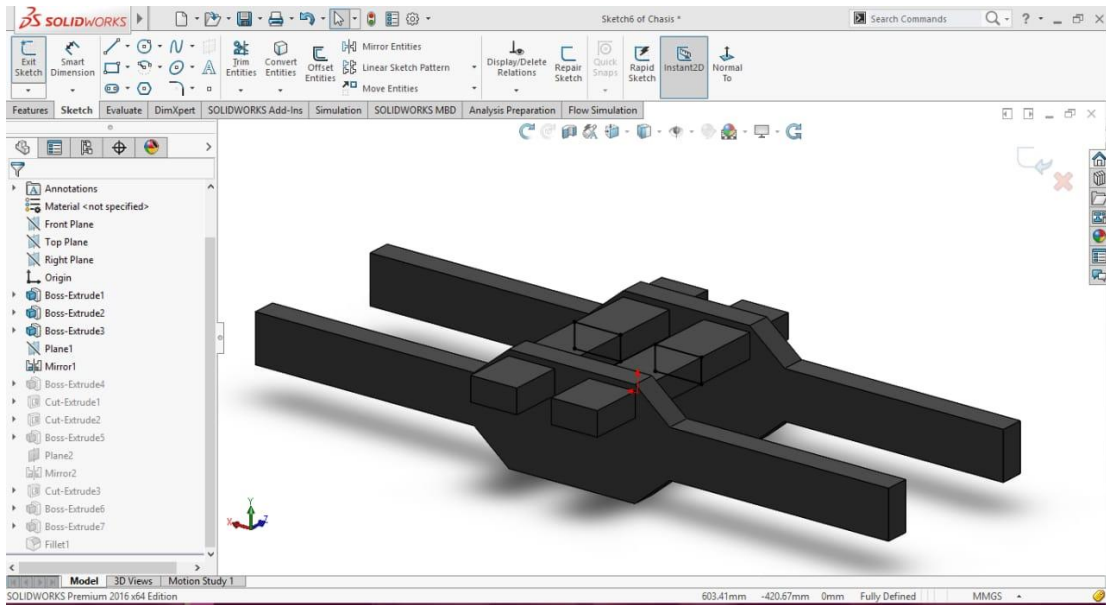 SOLIDWORKS
Sketch6 of Chasis *
Search Commands
Exit Sketch
Smart Dimension
Trim Entities
Convert Entities
Offset Entities
Mirror Entities
Linear Sketch Pattern
Move Entities
Display/Delete Relations
Repair Sketch
Quick Snaps
Rapid Sketch
Instant2D
Normal To
Features Sketch Evaluate DimXpert SOLIDWORKS Add-Ins Simulation SOLIDWORKS MBD Analysis Preparation Flow Simulation
Annotations
Material <not specified>
Front Plane
Top Plane
Right Plane
Origin
Boss-Extrude1
Boss-Extrude2
Boss-Extrude3
Plane1
Mirror1
Boss-Extrude4
Cut-Extrude1
Cut-Extrude2
Boss-Extrude5
Plane2
Mirror2
Cut-Extrude3
Boss-Extrude6
Boss-Extrude7
Fillet1
Y
X
Z
Model 3D Views Motion Study 1
SOLIDWORKS Premium 2016 x64 Edition
603.41mm -420.67mm 0mm Fully Defined MMGS